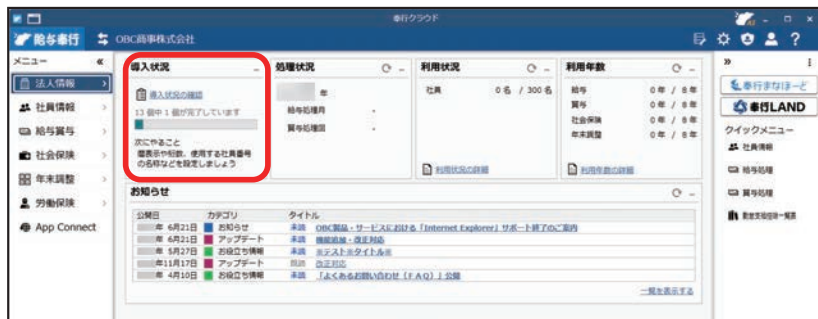 奉行クラウド
給与奉行
OBC商事株式会社
メニュー
法人情報
社員情報
給与賞与
社会保険
年末調整
労働保険
App Connect
導入状況
導入状況の確認
13 個中 1 個が完了しています
次にやること
暦表示や桁数、使用する社員番号
の名称などを設定しましょう
処理状況
年
給与処理月 -
賞与処理回 -
利用状況
社員 0 名 / 300 名
利用状況の詳細
利用年数
給与 0 年 / 8 年
賞与 0 年 / 8 年
社会保険 0 年 / 8 年
年末調整 0 年 / 8 年
利用年数の詳細
お知らせ
公開日 カテゴリ タイトル
年 6月21日 お知らせ 未読 OBC製品・サービスにおける「Internet Explorer」サポート終了のご案内
年 6月21日 アップデート 未読 機能追加・改正対応
年 5月27日 お役立ち情報 未読 ※テスト※タイトル※
年11月17日 アップデート 既読 改正対応
年 4月10日 お役立ち情報 未読 「よくあるお問い合わせ(FAQ)」公開
一覧を表示する
奉行まなぼーど
奉行LAND
クイックメニュー
社員情報
給与処理
賞与処理
勤怠支給控除一覧表